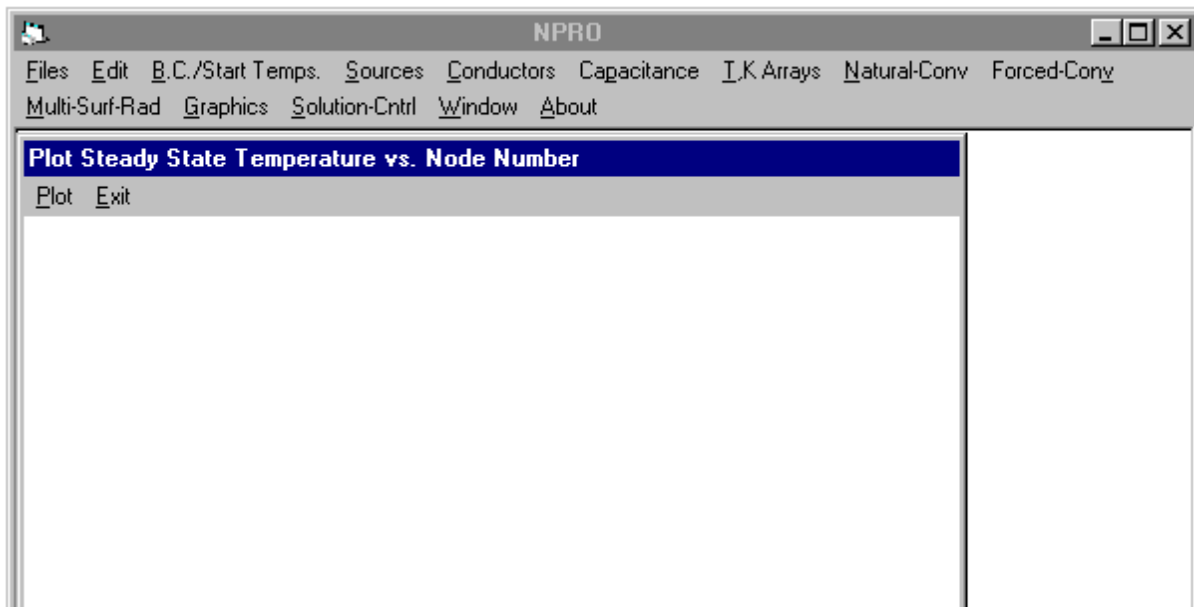 NPRO
Files Edit B.C./Start Temps. Sources Conductors Capacitance T,K Arrays Natural-Conv Forced-Conv
Multi-Surf-Rad Graphics Solution-Cntrl Window About
Plot Steady State Temperature vs. Node Number
Plot Exit